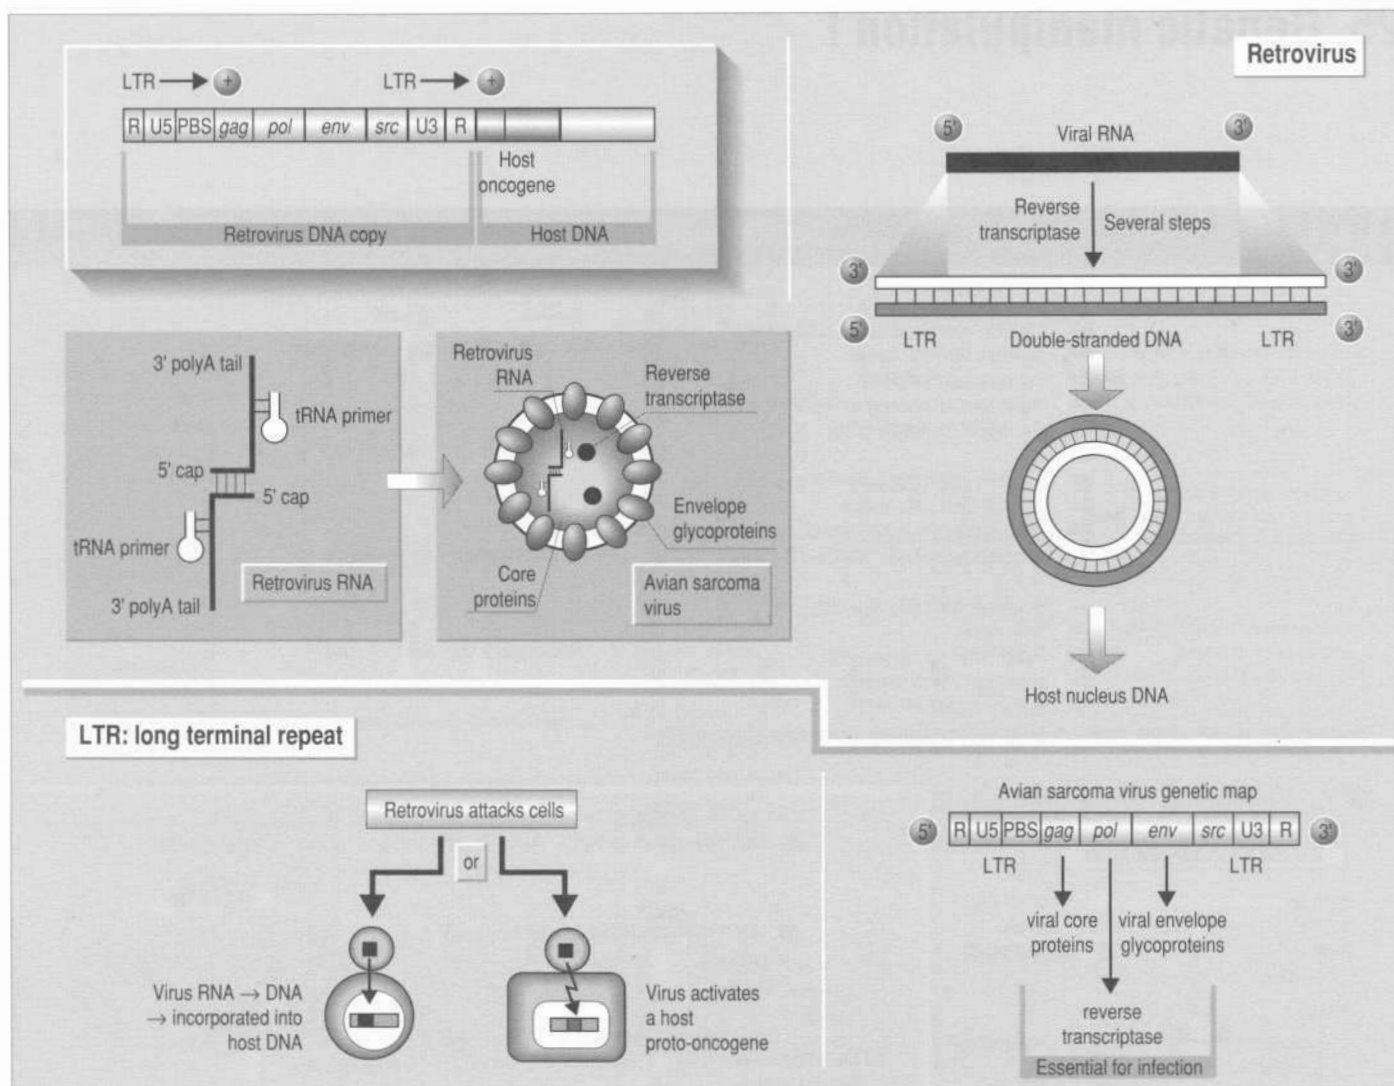 LTR → +
LTR → +
R U5 PBS gag pol env src U3 R
Host
oncogene
Retrovirus DNA copy
Host DNA
Retrovirus
5'
Viral RNA
3'
Reverse
transcriptase
Several steps
3'
3'
5'
3'
LTR
Double-stranded DNA
LTR
Host nucleus DNA
3' polyA tail
tRNA primer
5' cap
5' cap
tRNA primer
3' polyA tail
Retrovirus RNA
Retrovirus
RNA
Reverse
transcriptase
Envelope
glycoproteins
Core
proteins
Avian sarcoma
virus
LTR: long terminal repeat
Retrovirus attacks cells
or
Virus RNA → DNA
→ incorporated into
host DNA
Virus activates
a host
proto-oncogene
Avian sarcoma virus genetic map
5' R U5 PBS gag pol env src U3 R 3'
LTR
LTR
viral core
proteins
viral envelope
glycoproteins
reverse
transcriptase
Essential for infection